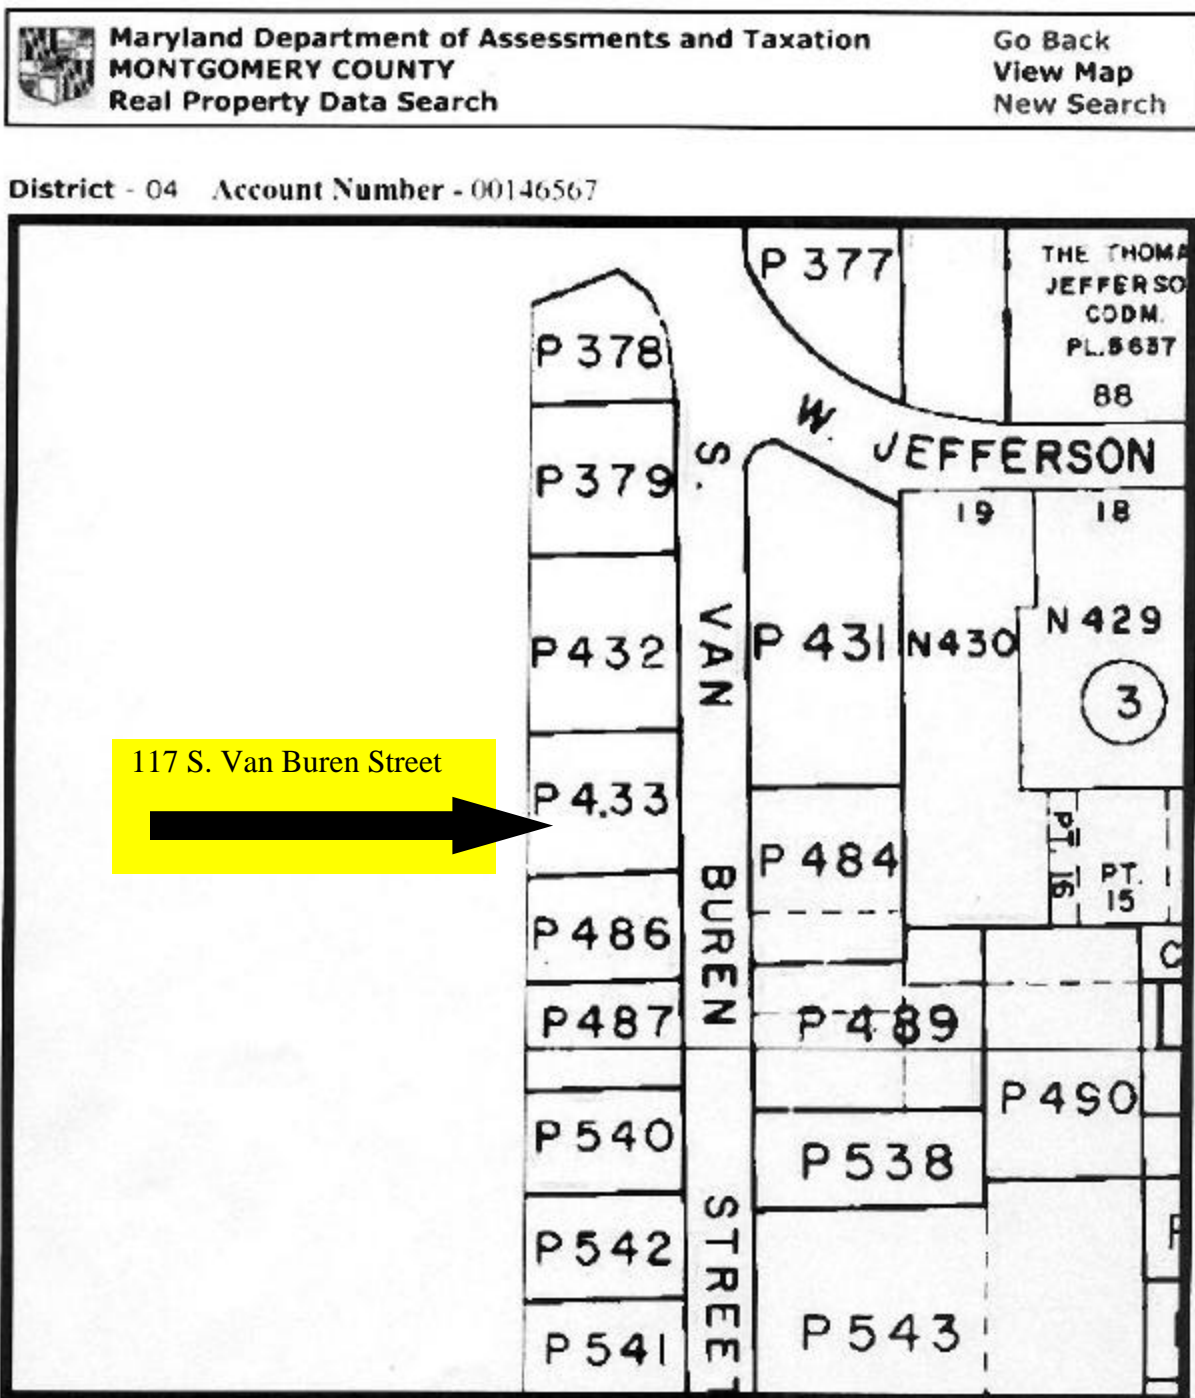 Maryland Department of Assessments and Taxation
MONTGOMERY COUNTY
Real Property Data Search
Go Back
View Map
New Search
District - 04 Account Number - 00146567
P 377
THE THOMA
JEFFERSO
CODM.
PL.5637
88
P 378
W. JEFFERSON
P 379
S. VAN BUREN STREET
19
18
P 432
P 431
N 430
N 429
3
117 S. Van Buren Street
P 433
P 484
PT. 16
PT.
15
P 486
C
P 487
P 489
P 490
P 540
P 538
P 542
P 543
P 541